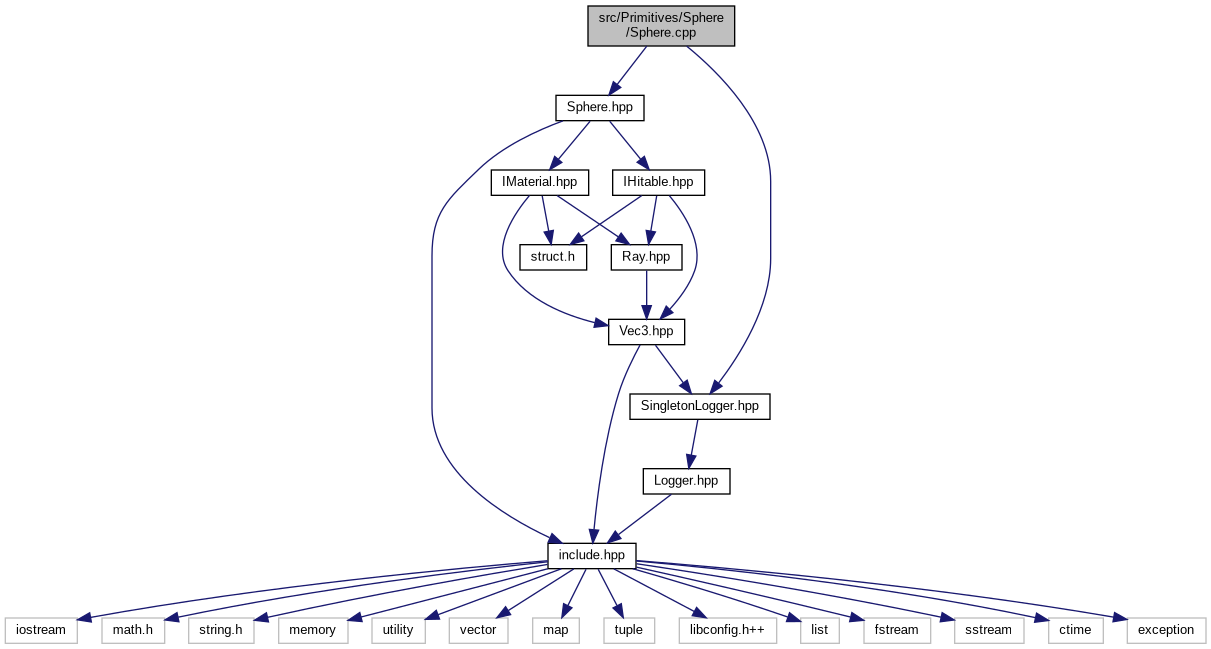 src/Primitives/Sphere
/Sphere.cpp
Sphere.hpp
IMaterial.hpp
IHitable.hpp
struct.h
Ray.hpp
Vec3.hpp
SingletonLogger.hpp
Logger.hpp
include.hpp
iostream
math.h
string.h
memory
utility
vector
map
tuple
libconfig.h++
list
fstream
sstream
ctime
exception